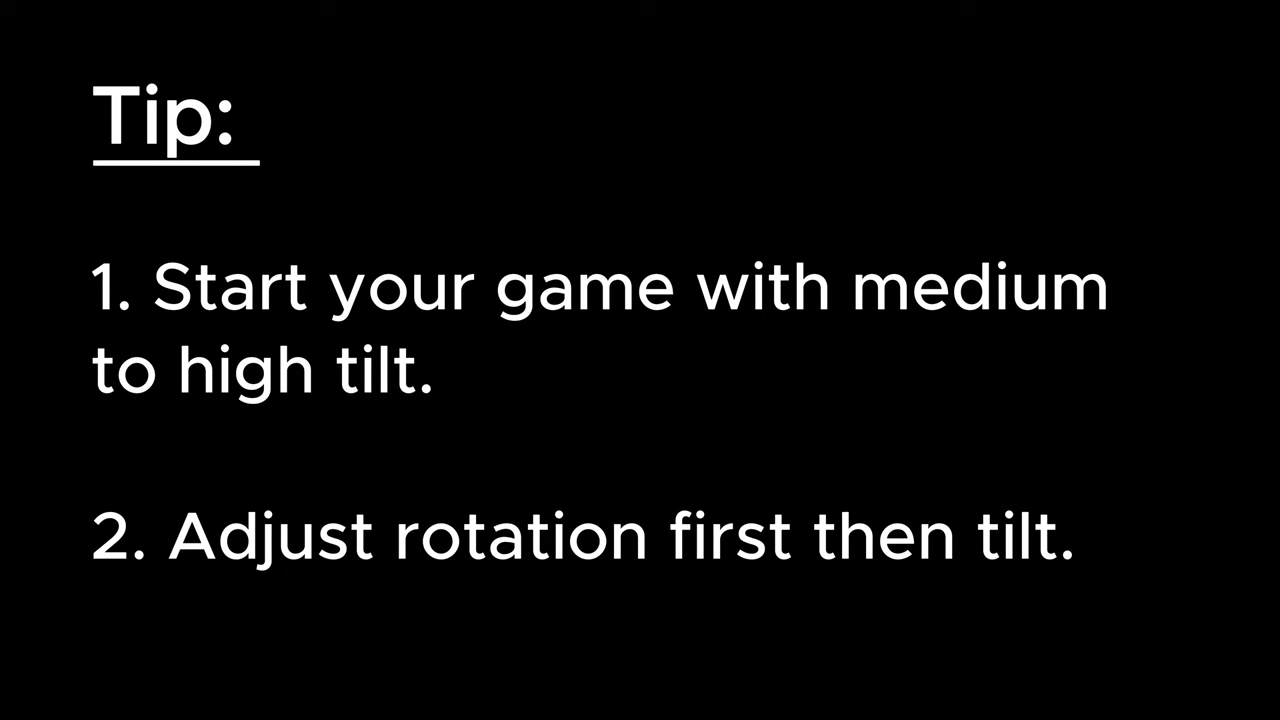 Tip:
1. Start your game with medium
to high tilt.
2. Adjust rotation first then tilt.